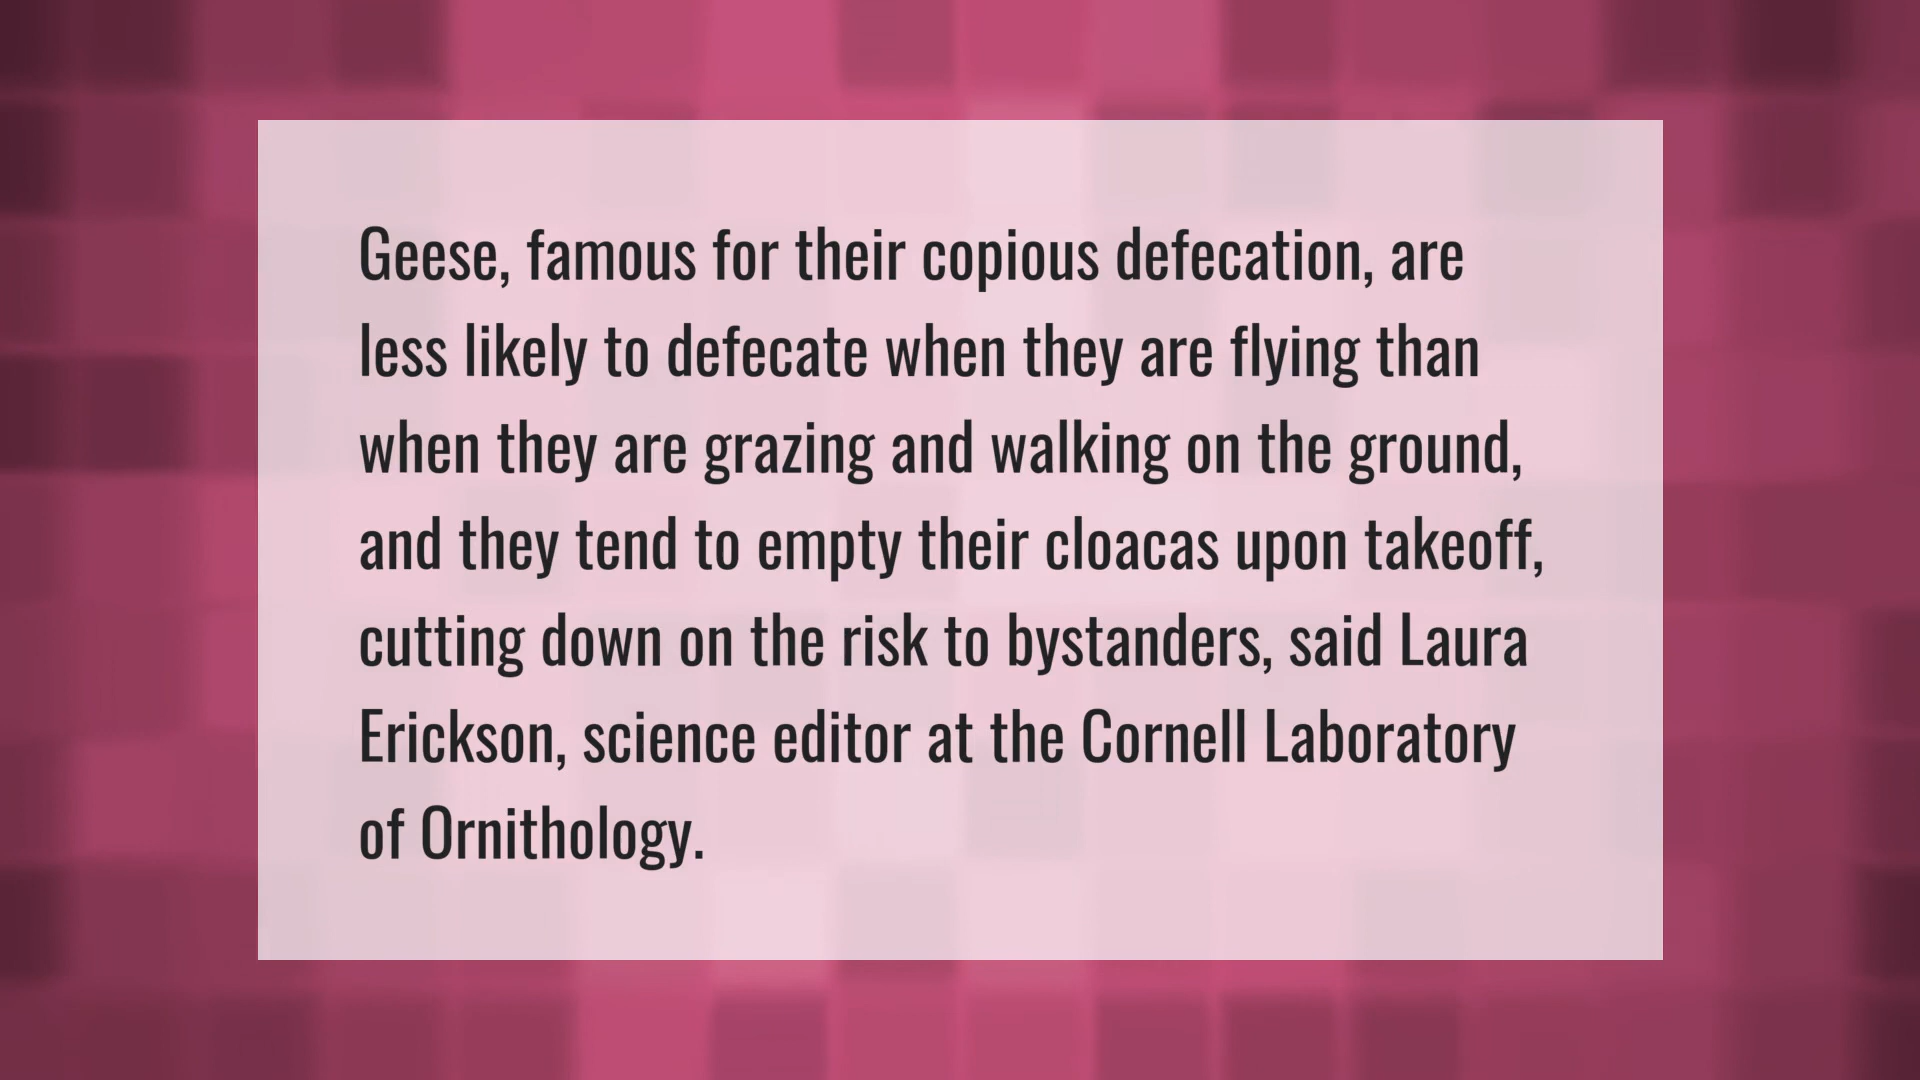 Geese, famous for their copious defecation, are
less likely to defecate when they are flying than
when they are grazing and walking on the ground,
and they tend to empty their cloacas upon takeoff,
cutting down on the risk to bystanders, said Laura
Erickson, science editor at the Cornell Laboratory
of Ornithology.